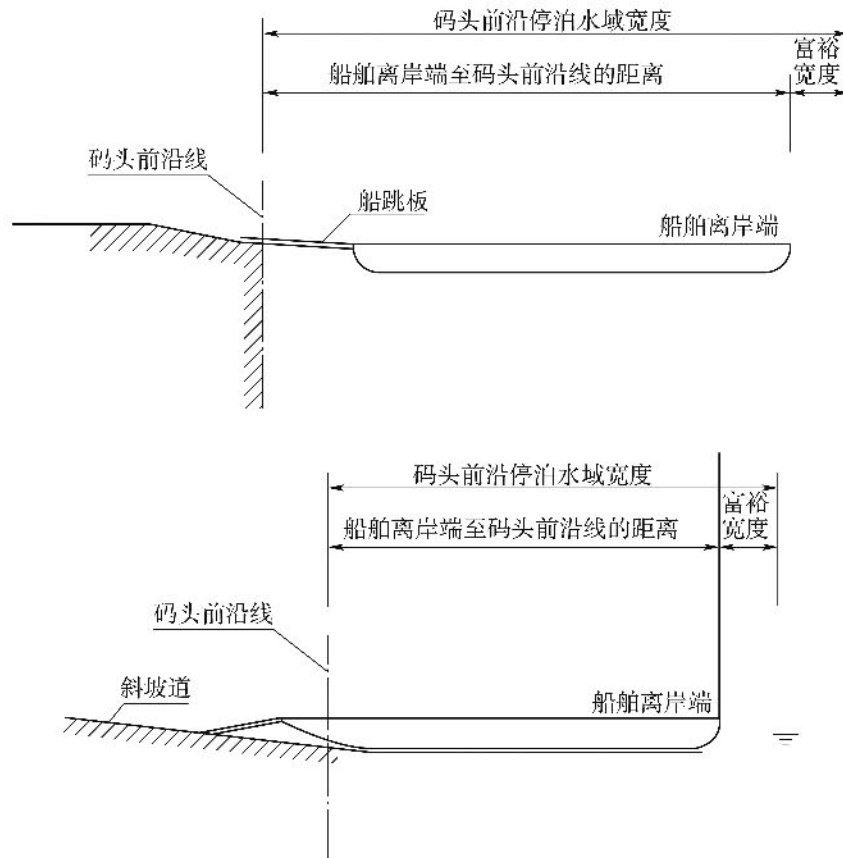 码头前沿停泊水域宽度
富裕
宽度
船舶离岸端至码头前沿线的距离
码头前沿线
船跳板
船舶离岸端
码头前沿停泊水域宽度
富裕
宽度
船舶离岸端至码头前沿线的距离
码头前沿线
斜坡道
船舶离岸端